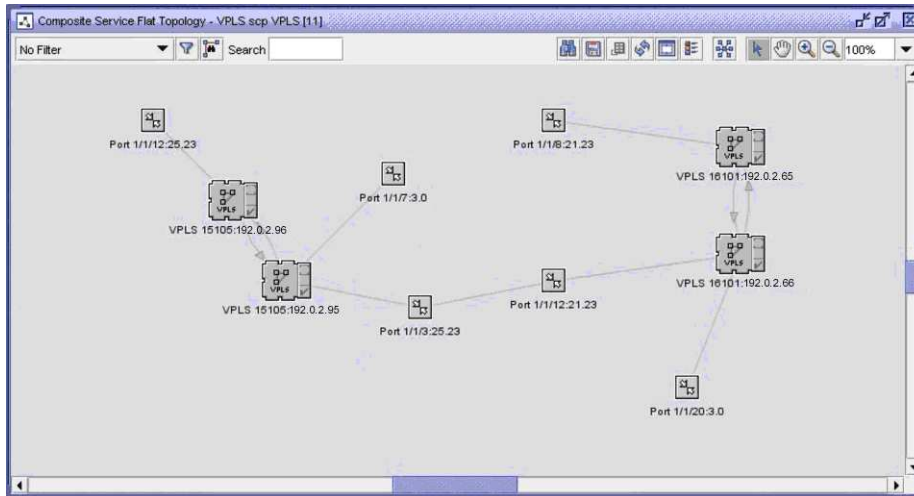 Composite Service Flat Topology - VPLS scp VPLS [11]
No Filter
Search
100%
Port 1/1/12:25.23
Port 1/1/8:21.23
VPLS
VPLS 16101:192.0.2.65
Port 1/1/7:3.0
VPLS
VPLS 15105:192.0.2.96
VPLS
VPLS 16101:192.0.2.66
VPLS
VPLS 15105:192.0.2.95
Port 1/1/12:21.23
Port 1/1/3:25.23
Port 1/1/20:3.0